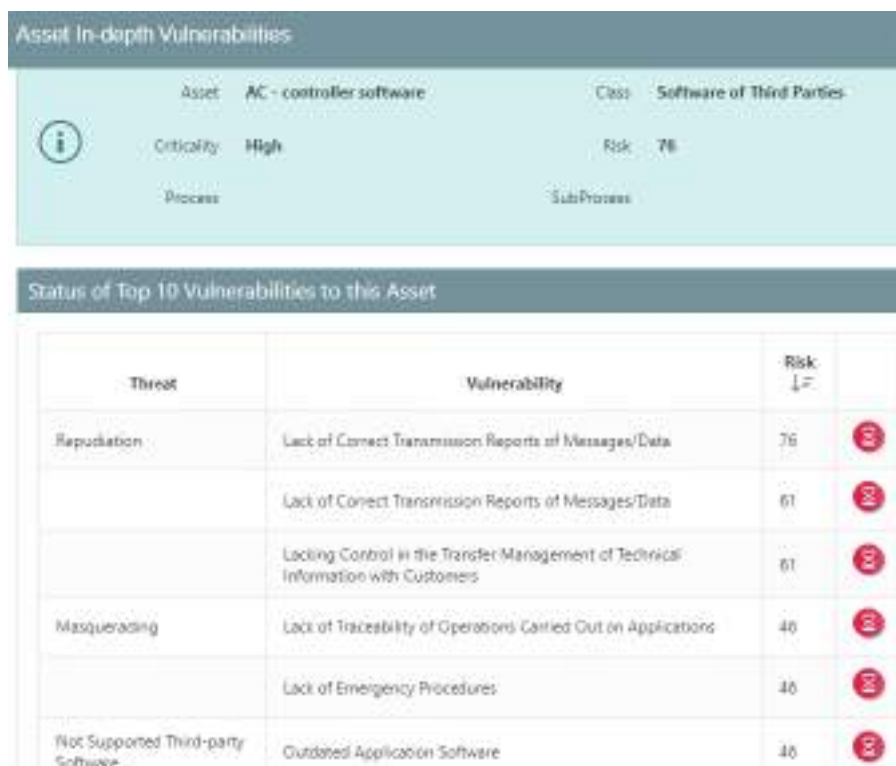 Asset In-depth Vulnerabilities
Asset AC - controller software Class Software of Third Parties
Criticality High Risk 76
Process SubProcess
Status of Top 10 Vulnerabilities to this Asset
Threat Vulnerability Risk
Repudiation Lack of Correct Transmission Reports of Messages/Data 76
Lack of Correct Transmission Reports of Messages/Data 61
Lacking Control in the Transfer Management of Technical
Information with Customers 61
Masquerading Lack of Traceability of Operations Carried Out on Applications
Lack of Emergency Procedures
Not Supported Third-party
Software Outdated Application Software